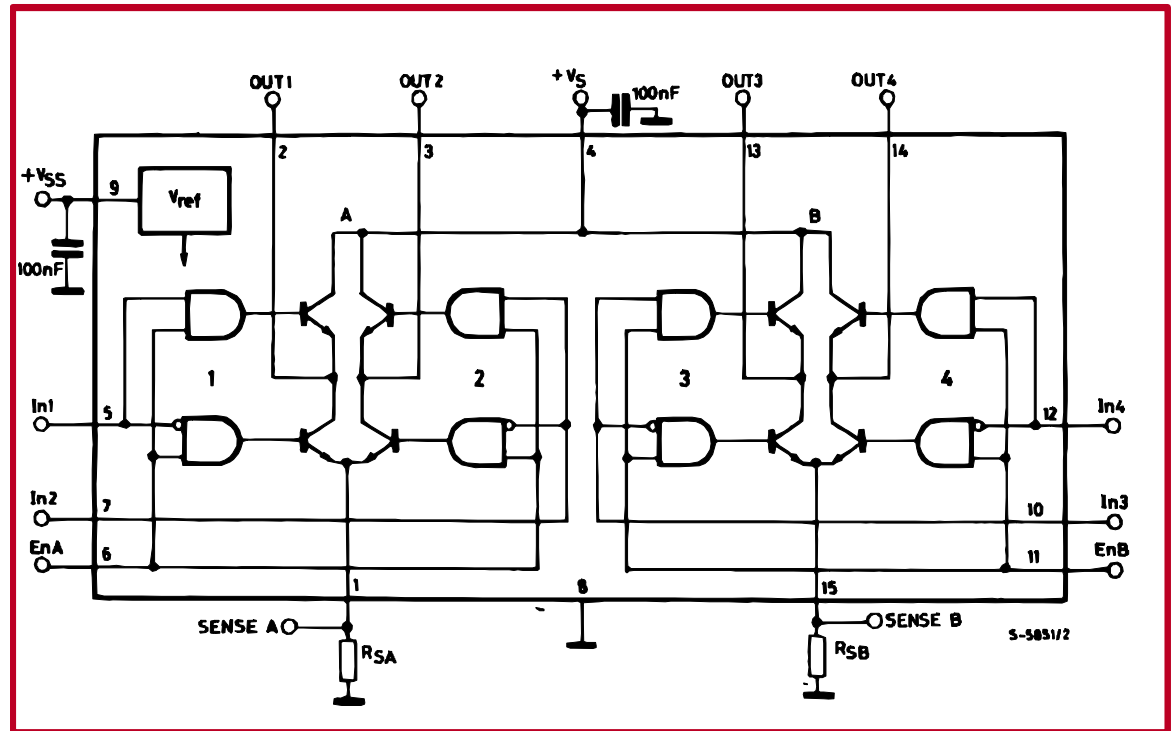 OUT1 OUT2 +VS 100nF OUT3 OUT4
2 3 4 13 14
+VSS 9 Vref
A B
100nF
1 2 3 4
In1 5 12 In4
In2 7 10 In3
EnA 6 11 EnB
1 8 15
SENSE A SENSE B S-5851/2
RSA RSB